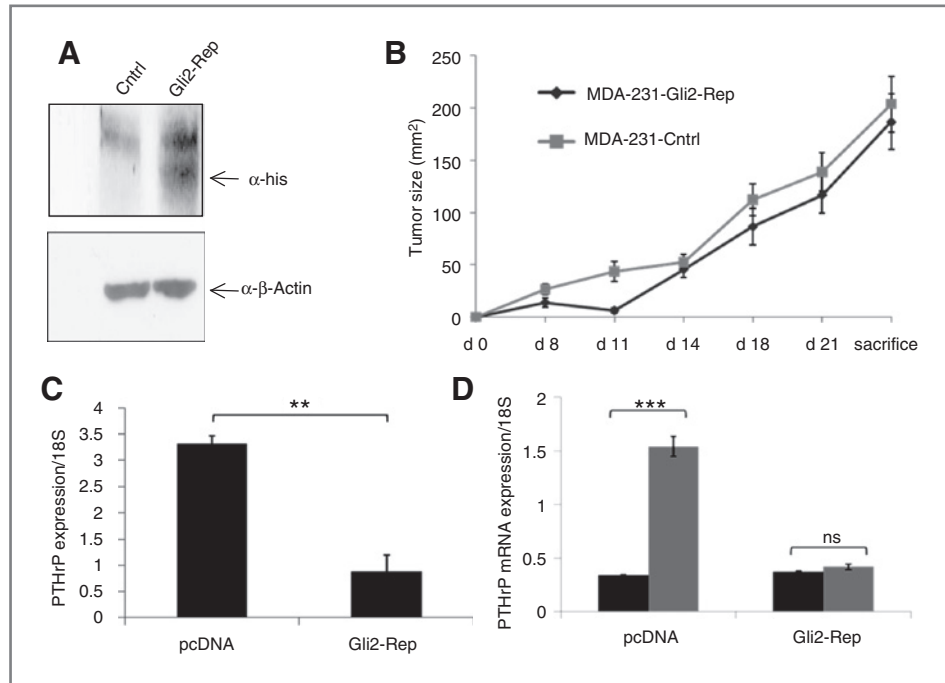 A
Cntrl
Gli2-Rep
α-his
α-β-Actin
B
Tumor size (mm²)
250
200
150
100
50
0
MDA-231-Gli2-Rep
MDA-231-Cntrl
d 0 d 8 d 11 d 14 d 18 d 21 sacrifice
C
PTHrP expression/18S
4
3.5
3
2.5
2
1.5
1
0.5
0
**
pcDNA Gli2-Rep
D
PTHrP mRNA expression/18S
2
1.5
1
0.5
0
***
ns
pcDNA Gli2-Rep